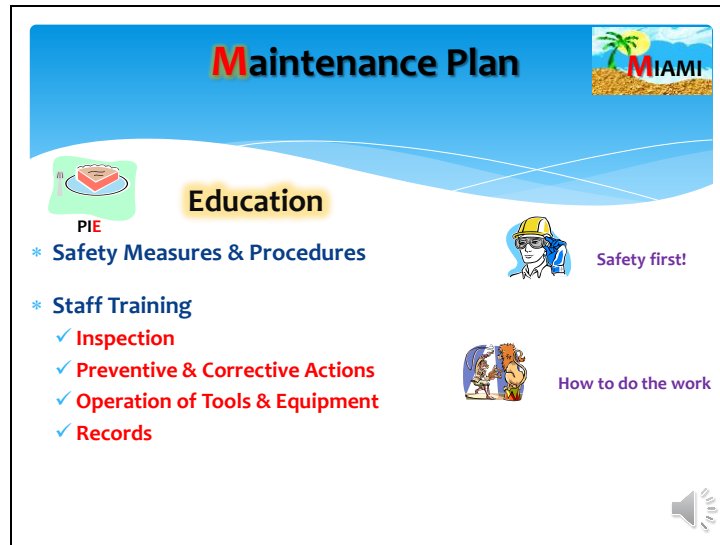 Maintenance Plan
MIAMI
PIE
Education
* Safety Measures & Procedures
Safety first!
* Staff Training
✓ Inspection
✓ Preventive & Corrective Actions
How to do the work
✓ Operation of Tools & Equipment
✓ Records